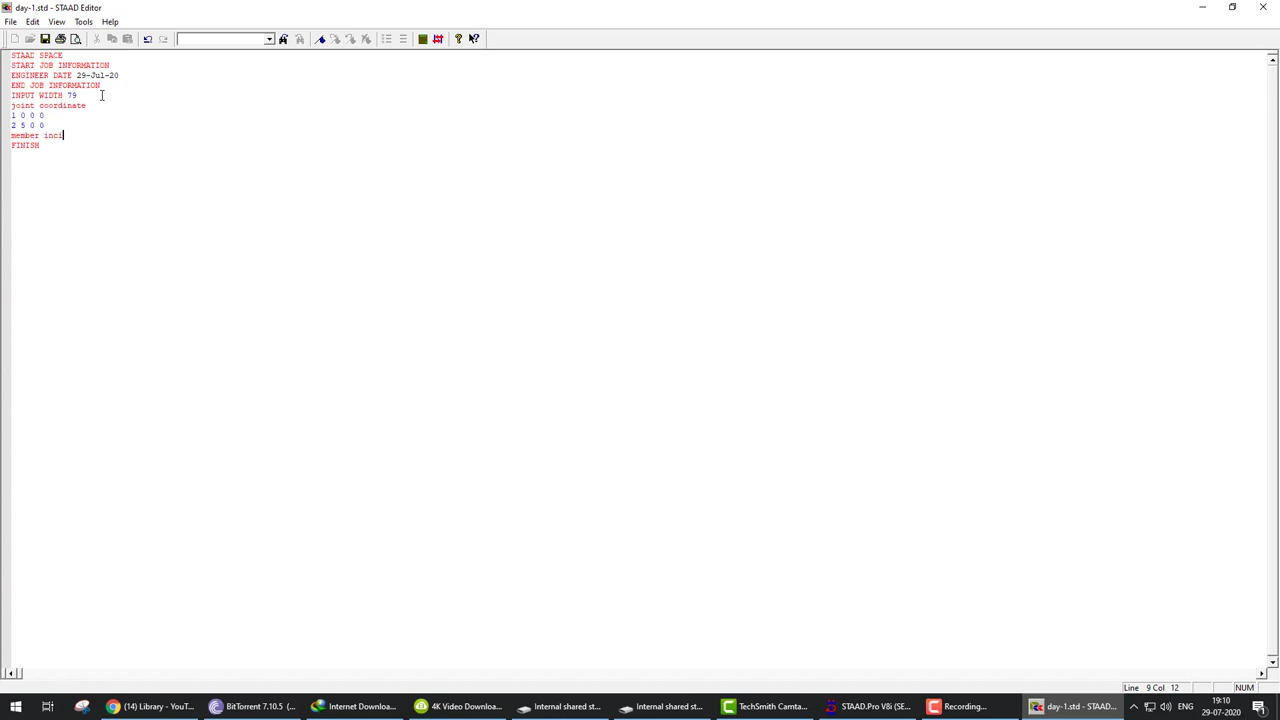 day-1.std - STAAD Editor
File Edit View Tools Help
STAAD SPACE
START JOB INFORMATION
ENGINEER DATE 29-Jul-20
END JOB INFORMATION
INPUT WIDTH 79
joint coordinate
1 0 0 0
2 5 0 0
member inci
FINISH
Line 9 Col 12 NUM
(14) Library - YouT...
BitTorrent 7.10.5 (...
Internet Downloa...
4K Video Downloa...
Internal shared st...
Internal shared st...
TechSmith Camta...
STAAD.Pro V8i (SE...
Recording...
day-1.std - STAAD...
ENG
19:10
29-07-2020
1